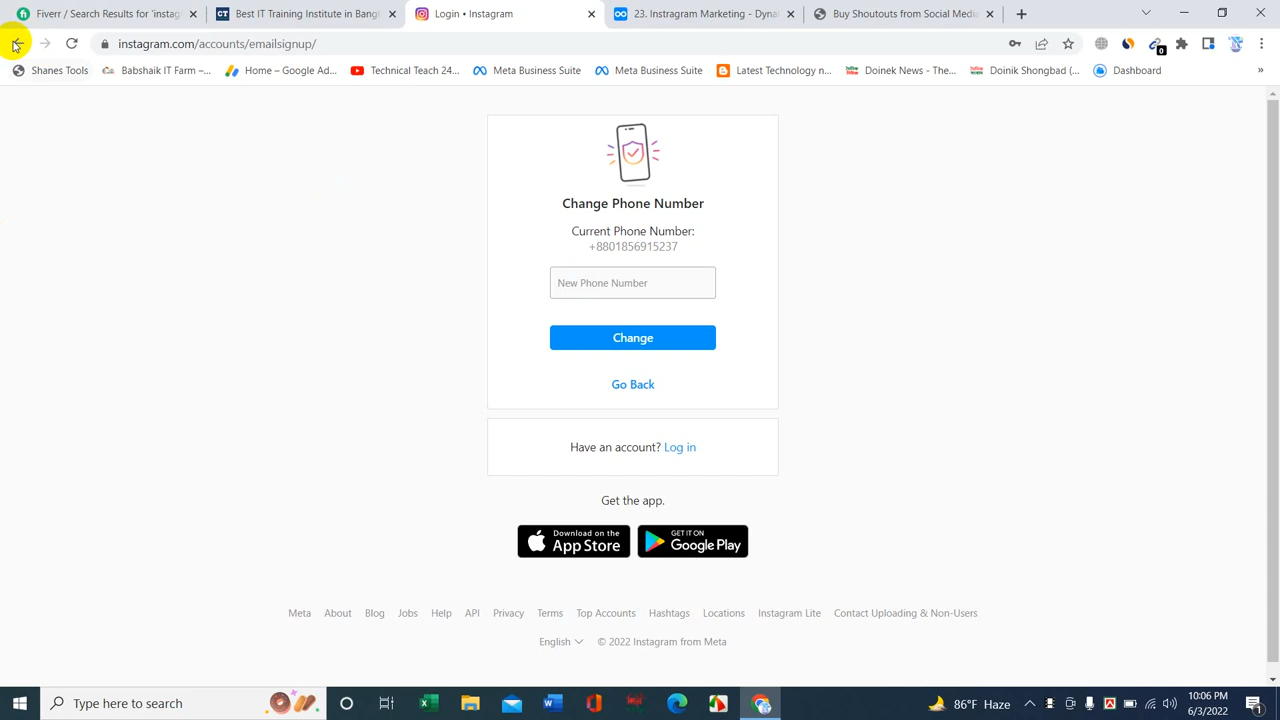 Fiverr / Search Results for 'instag
Best IT Training Institute in Bangl
Login • Instagram
23. Instragram Marketing - Dyna
Buy Shoutouts from Social Media
instagram.com/accounts/emailsignup/
0
Shanes Tools
Babshaik IT Farm –...
Home – Google Ad...
Technical Teach 24...
Meta Business Suite
Meta Business Suite
Latest Technology n...
Doinek News - The...
Doinik Shongbad (...
Dashboard
»
Change Phone Number
Current Phone Number:
+8801856915237
New Phone Number
Change
Go Back
Have an account? Log in
Get the app.
Download on the
App Store
GET IT ON
Google Play
Meta About Blog Jobs Help API Privacy Terms Top Accounts Hashtags Locations Instagram Lite Contact Uploading & Non-Users
English © 2022 Instagram from Meta
Type here to search
86°F Haze
10:06 PM
6/3/2022
1